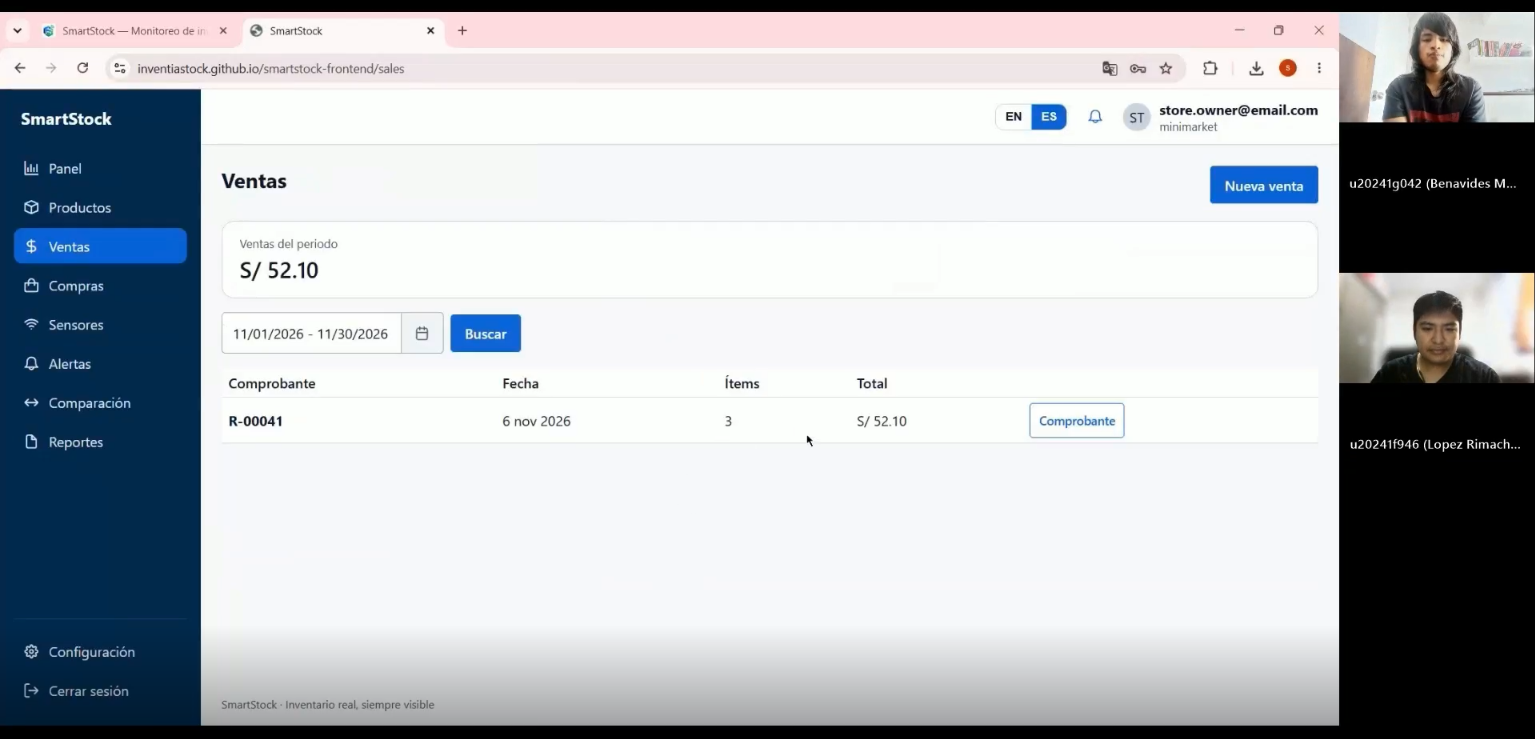 SmartStock — Monitoreo de in
SmartStock
inventiastock.github.io/smartstock-frontend/sales
SmartStock
EN ES
ST
store.owner@email.com
minimarket
Panel
Productos
Ventas
Compras
Sensores
Alertas
Comparación
Reportes
Configuración
Cerrar sesión
Ventas
Nueva venta
Ventas del periodo
S/ 52.10
11/01/2026 - 11/30/2026
Buscar
Comprobante Fecha Ítems Total
R-00041 6 nov 2026 3 S/ 52.10 Comprobante
SmartStock · Inventario real, siempre visible
u20241g042 (Benavides M...
u20241f946 (Lopez Rimach...